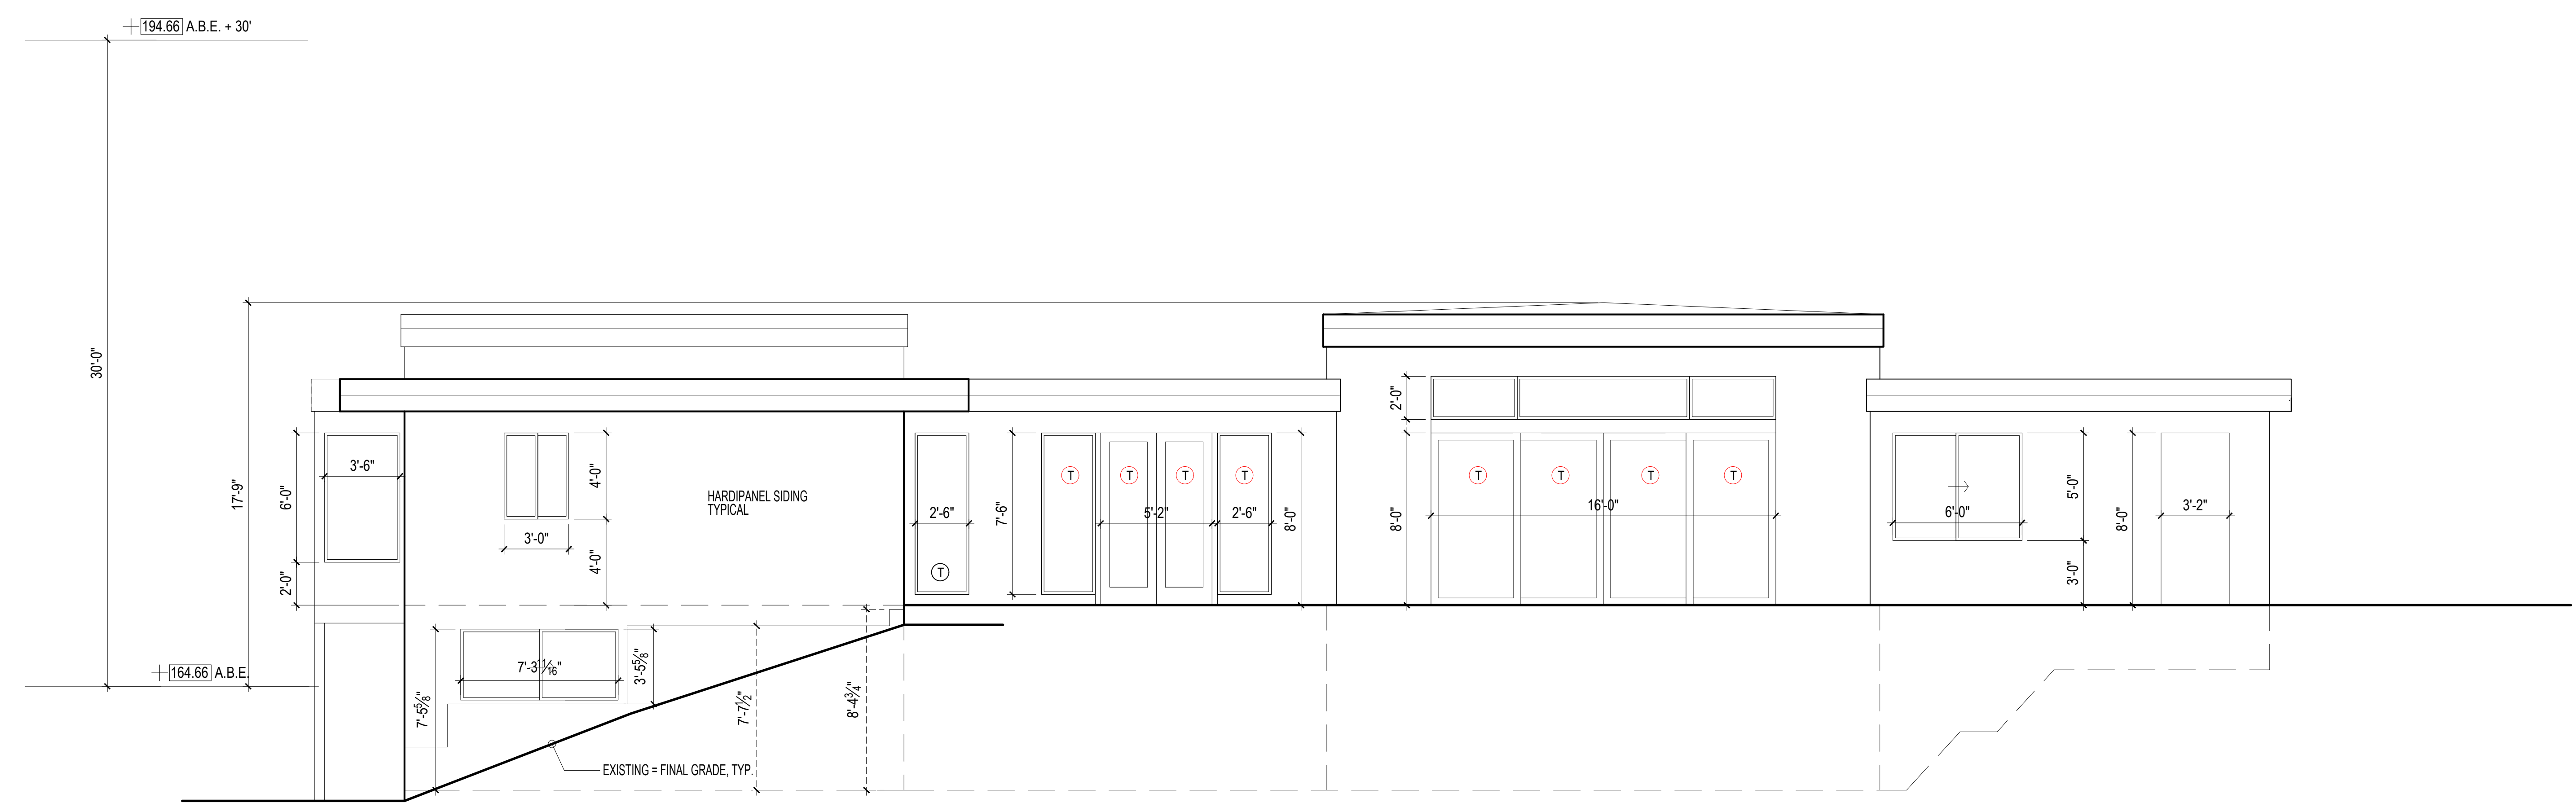 194.66 A.B.E. + 30'
30'-0"
17'-9"
164.66 A.B.E.
6'-0"
2'-0"
3'-6"
3'-0"
4'-0"
4'-0"
HARDIPANEL SIDING
TYPICAL
7'-3 11/16"
3'-5 5/8"
7'-5 5/8"
7'-7 1/2"
8'-4 3/4"
EXISTING = FINAL GRADE, TYP.
2'-6"
T
7'-6"
T
T
T
T
5'-2"
2'-6"
8'-0"
2'-0"
8'-0"
T
T
T
T
16'-0"
6'-0"
5'-0"
3'-0"
8'-0"
3'-2"